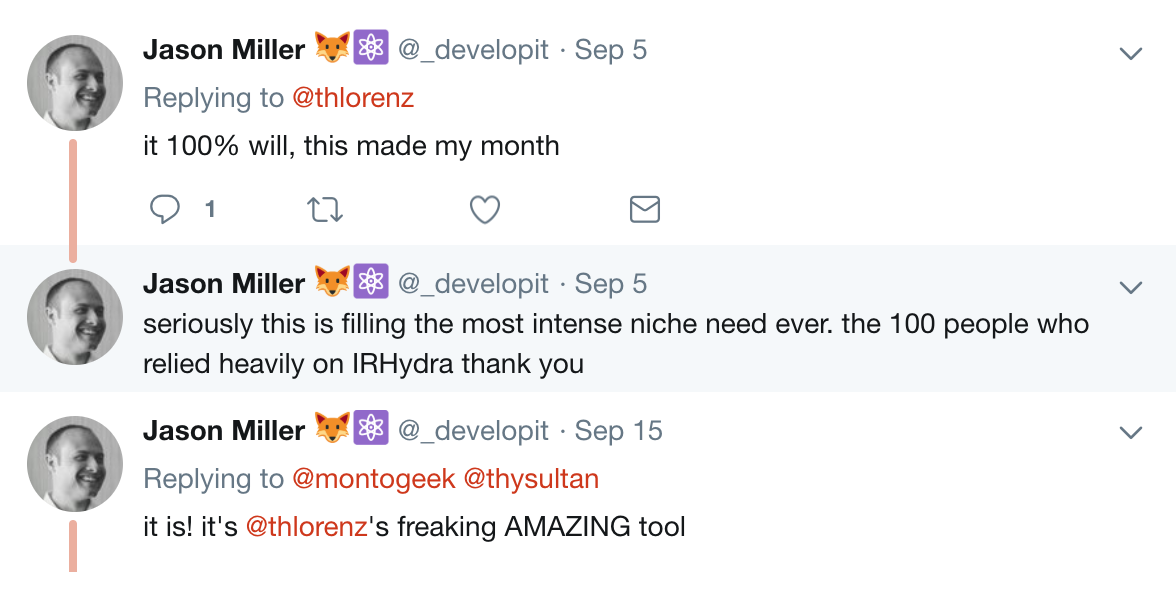 Jason Miller 🦊⚛️ @_developit · Sep 5
Replying to @thlorenz
it 100% will, this made my month
1
Jason Miller 🦊⚛️ @_developit · Sep 5
seriously this is filling the most intense niche need ever. the 100 people who
relied heavily on IRHydra thank you
Jason Miller 🦊⚛️ @_developit · Sep 15
Replying to @montogeek @thysultan
it is! it's @thlorenz's freaking AMAZING tool